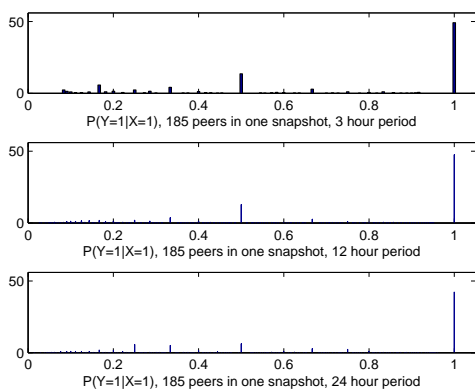 50
0
0 0.2 0.4 0.6 0.8 1
P(Y=1|X=1), 185 peers in one snapshot, 3 hour period
50
0
0 0.2 0.4 0.6 0.8 1
P(Y=1|X=1), 185 peers in one snapshot, 12 hour period
50
0
0 0.2 0.4 0.6 0.8 1
P(Y=1|X=1), 185 peers in one snapshot, 24 hour period